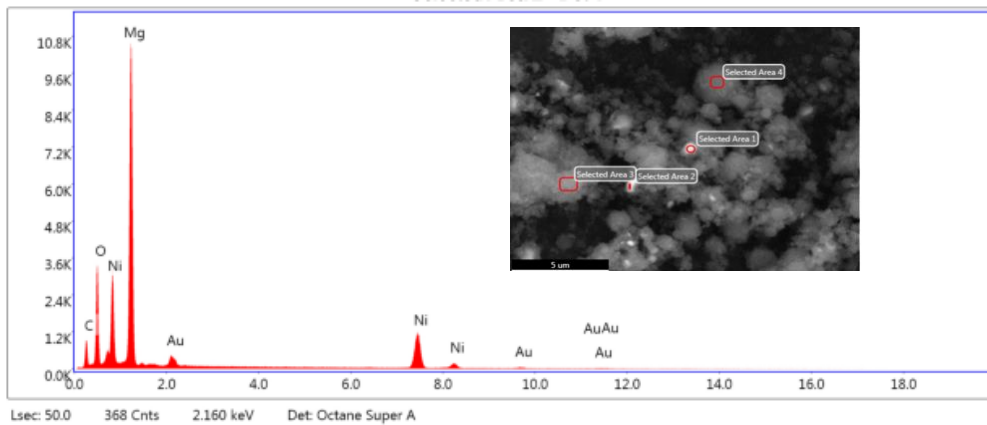 10.8K
Mg
9.6K
8.4K
7.2K
6.0K
4.8K
3.6K
O
Ni
2.4K
C
1.2K
Au
Ni
Ni
Au
AuAu
Au
0.0K
0.0 2.0 4.0 6.0 8.0 10.0 12.0 14.0 16.0 18.0
Selected Area 4
Selected Area 1
Selected Area 3
Selected Area 2
5 um
Lsec: 50.0 368 Cnts 2.160 keV Det: Octane Super A